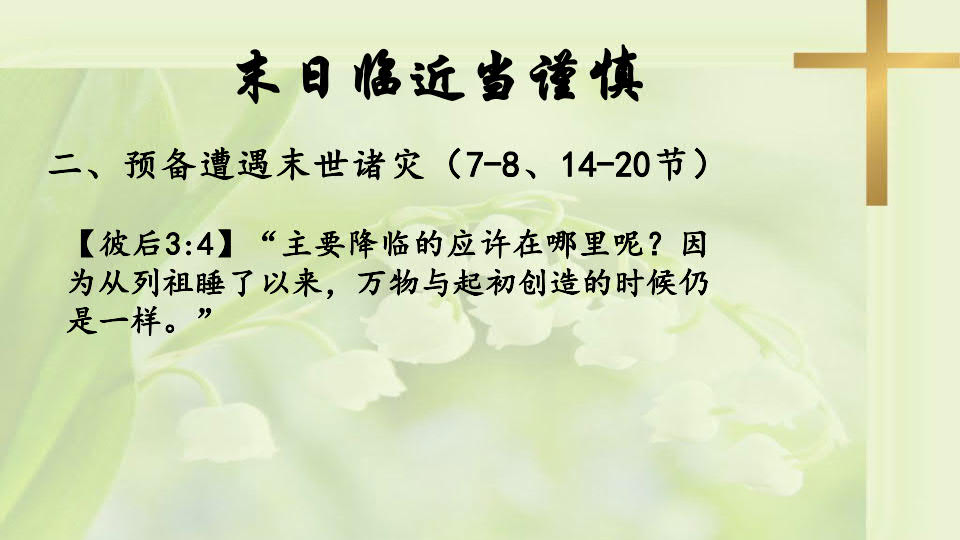 末日临近当谨慎
二、预备遭遇末世诸灾（7-8、14-20节）
【彼后3:4】“主要降临的应许在哪里呢？因
为从列祖睡了以来，万物与起初创造的时候仍
是一样。”